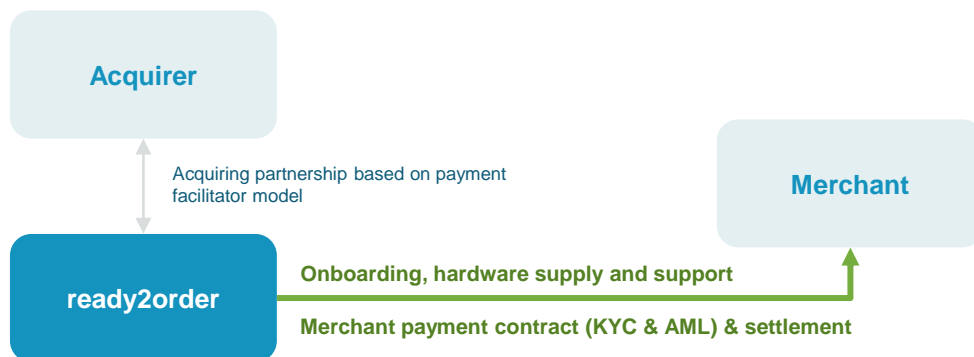 Acquirer
Acquiring partnership based on payment
facilitator model
Merchant
ready2order
Onboarding, hardware supply and support
Merchant payment contract (KYC & AML) & settlement